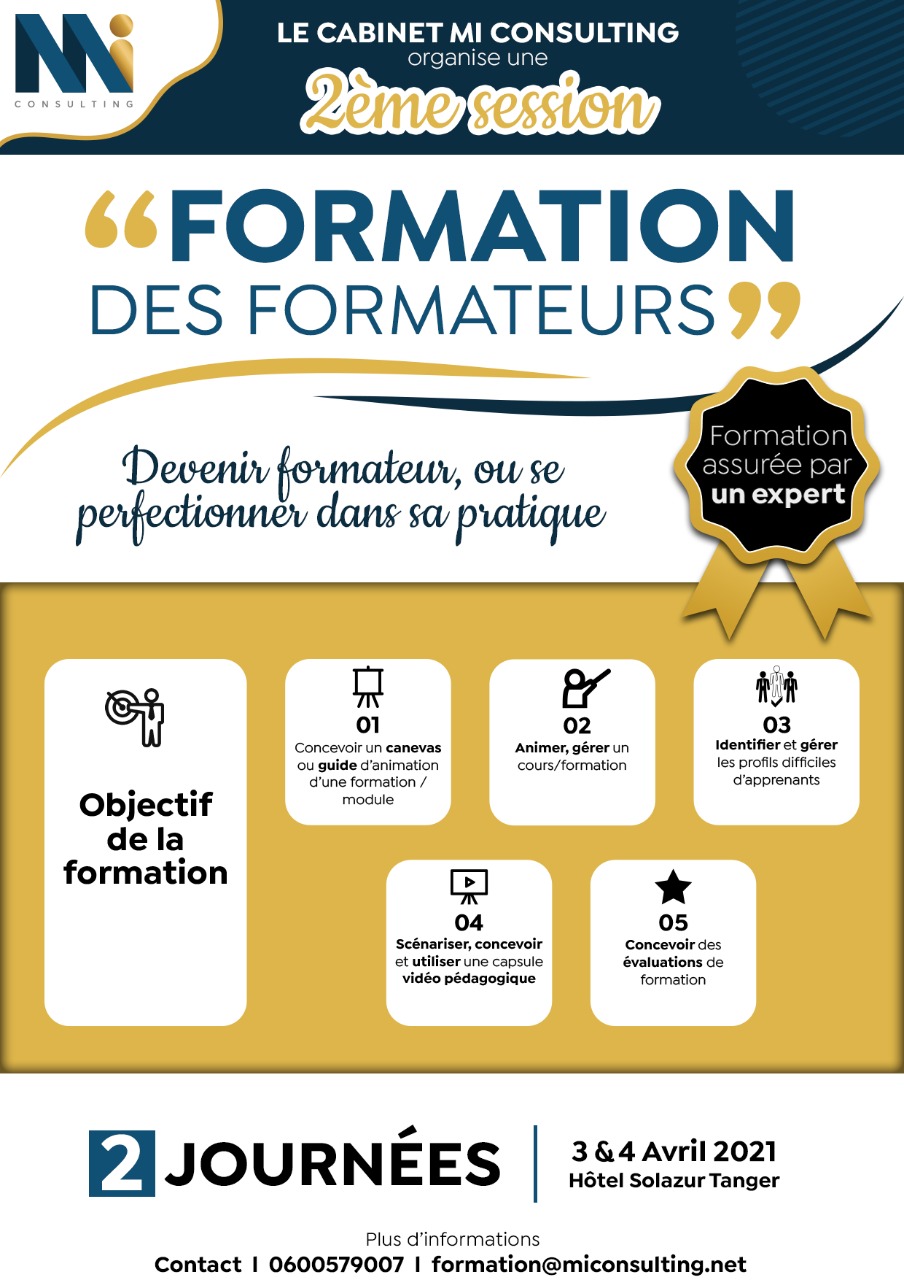 Mi
CONSULTING
LE CABINET MI CONSULTING
organise une
2ème session
“FORMATION
DES FORMATEURS”
Devenir formateur, ou se
perfectionner dans sa pratique
Formation
assurée par
un expert
Objectif
de la
formation
01
Concevoir un canevas
ou guide d’animation
d’une formation /
module
02
Animer, gérer un
cours/formation
03
Identifier et gérer
les profils difficiles
d’apprenants
04
Scénariser, concevoir
et utiliser une capsule
vidéo pédagogique
05
Concevoir des
évaluations de
formation
2 JOURNÉES
3 & 4 Avril 2021
Hôtel Solazur Tanger
Plus d’informations
Contact I 0600579007 I formation@miconsulting.net